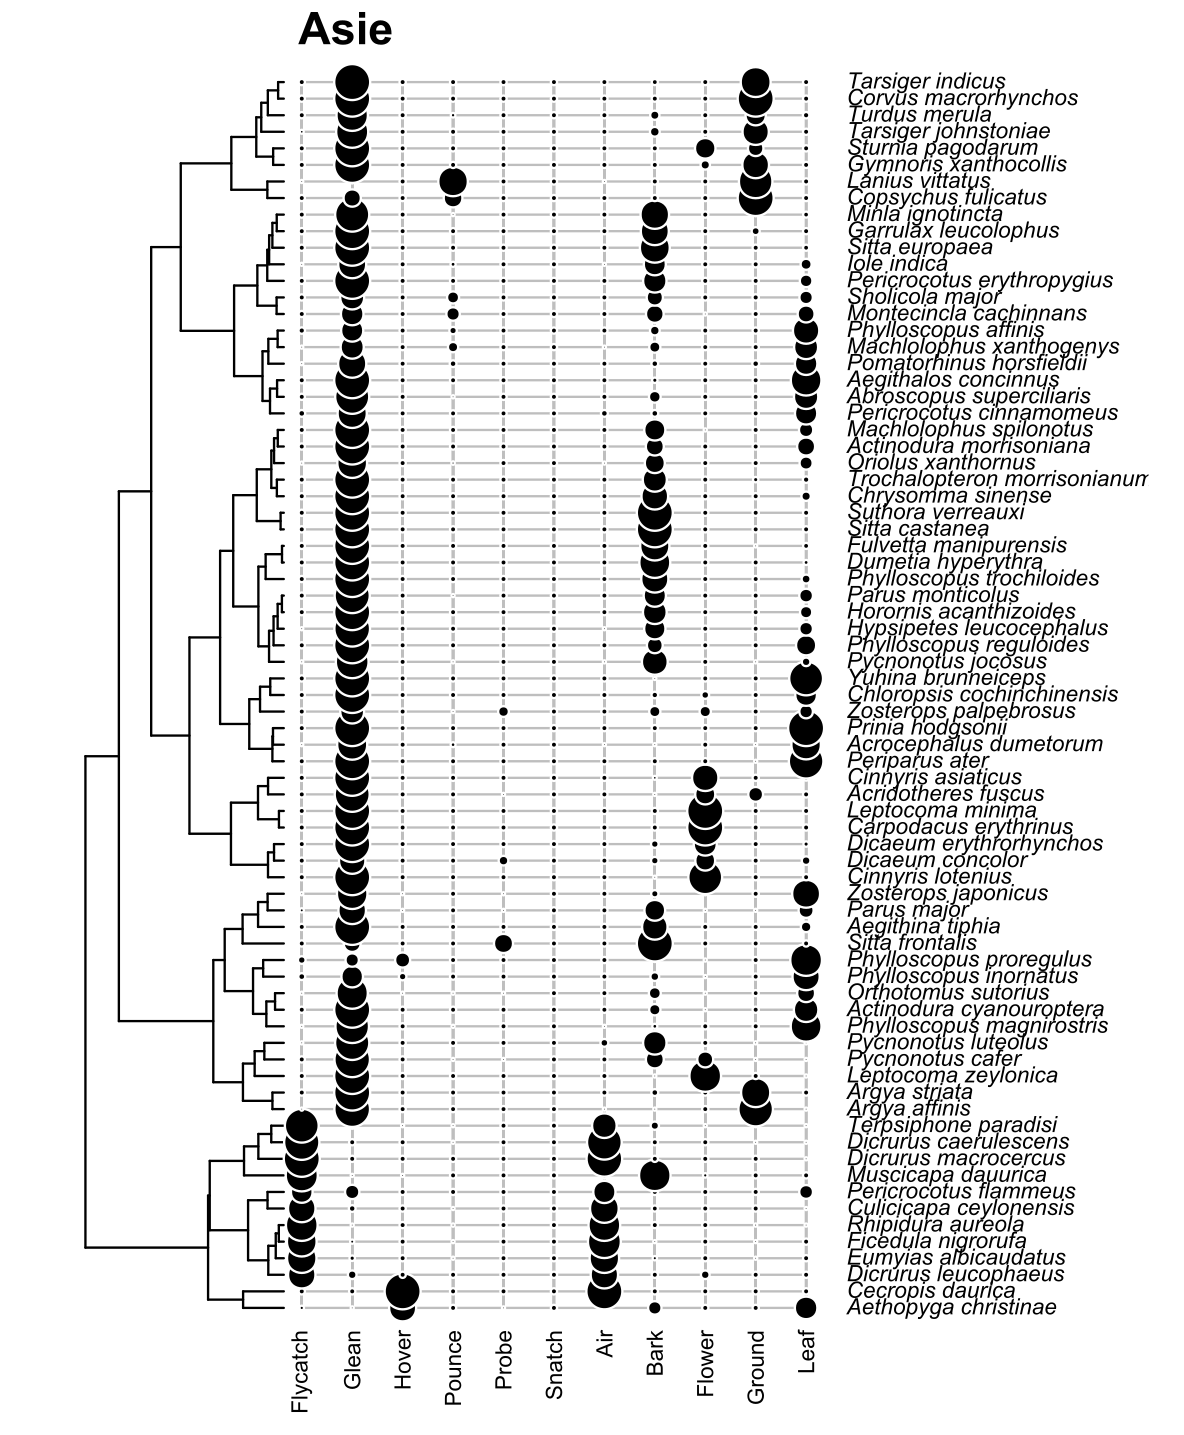 Asie
Tarsiger indicus
Corvus macrorhynchos
Turdus merula
Tarsiger johnstoniae
Sturnia pagodarum
Gymnoris xanthocollis
Lanius vittatus
Copsychus fulicatus
Minla ignotincta
Garrulax leucolophus
Sitta europaea
Iole indica
Pericrocotus erythropygius
Sholicola major
Montecincla cachinnans
Phylloscopus affinis
Machlolophus xanthogenys
Pomatorhinus horsfieldii
Aegithalos concinnus
Abroscopus superciliaris
Pericrocotus cinnamomeus
Machlolophus spilonotus
Actinodura morrisoniana
Oriolus xanthornus
Trochalopteron morrisonianum
Chrysomma sinense
Suthora verreauxi
Sitta castanea
Fulvetta manipurensis
Dumetia hyperythra
Phylloscopus trochiloides
Parus monticolus
Horornis acanthizoides
Hypsipetes leucocephalus
Phylloscopus reguloides
Pycnonotus jocosus
Yuhina brunneiceps
Chloropsis cochinchinensis
Zosterops palpebrosus
Prinia hodgsonii
Acrocephalus dumetorum
Periparus ater
Cinnyris asiaticus
Acridotheres fuscus
Leptocoma minima
Carpodacus erythrinus
Dicaeum erythrorhynchos
Dicaeum concolor
Cinnyris lotenius
Zosterops japonicus
Parus major
Aegithina tiphia
Sitta frontalis
Phylloscopus proregulus
Phylloscopus inornatus
Orthotomus sutorius
Actinodura cyanouroptera
Phylloscopus magnirostris
Pycnonotus luteolus
Pycnonotus cafer
Leptocoma zeylonica
Argya striata
Argya affinis
Terpsiphone paradisi
Dicrurus caerulescens
Dicrurus macrocercus
Muscicapa dauurica
Pericrocotus flammeus
Culicicapa ceylonensis
Rhipidura aureola
Ficedula nigrorufa
Eumyias albicaudatus
Dicrurus leucophaeus
Cecropis daurica
Aethopyga christinae
Flycatch
Glean
Hover
Pounce
Probe
Snatch
Air
Bark
Flower
Ground
Leaf